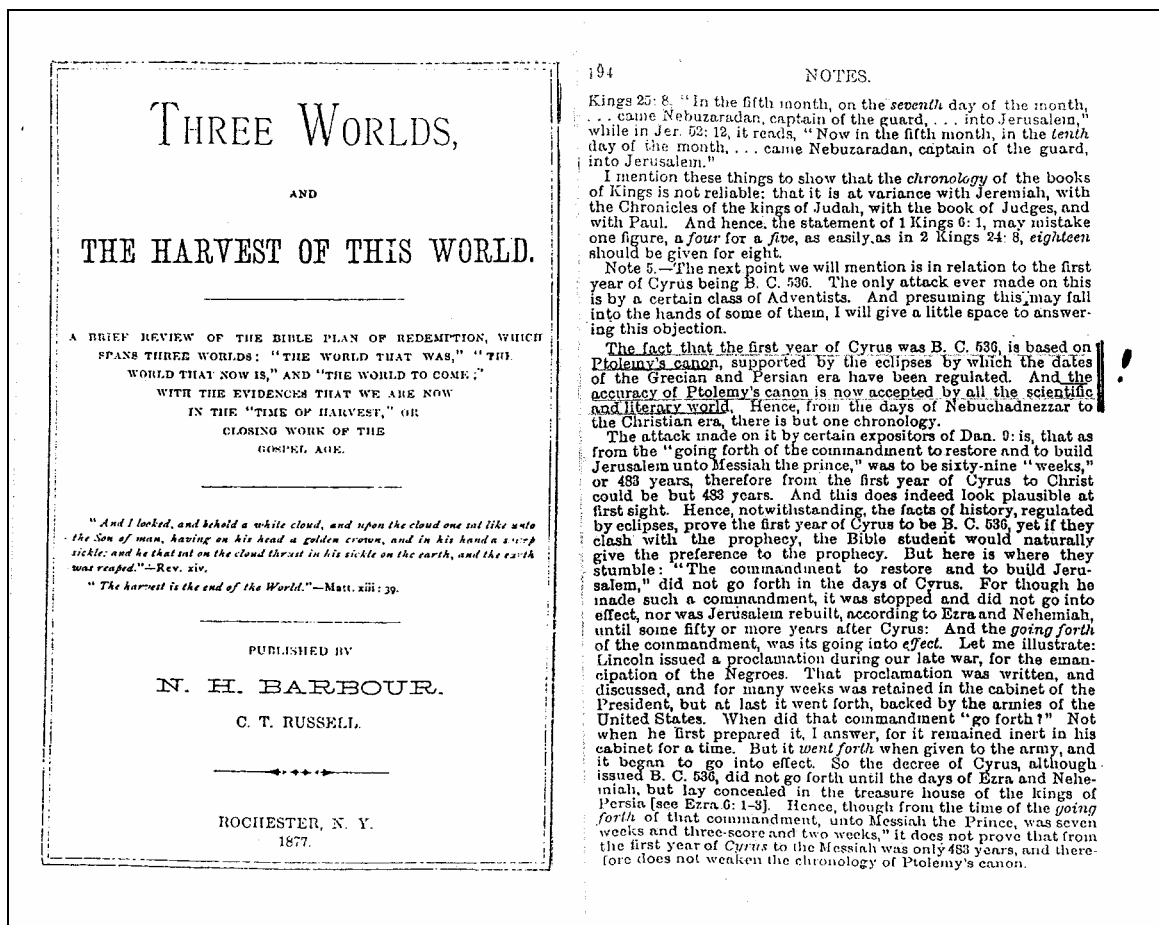 THREE WORLDS,
AND
THE HARVEST OF THIS WORLD.
A BRIEF REVIEW OF THE BIBLE PLAN OF REDEMPTION, WHICH
SPANS THREE WORLDS: "THE WORLD THAT WAS," "THE
WORLD THAT NOW IS," AND "THE WORLD TO COME;"
WITH THE EVIDENCES THAT WE ARE NOW
IN THE "TIME OF HARVEST," OR
CLOSING WORK OF THE
GOSPEL AGE.
"And I looked, and behold a white cloud, and upon the cloud one sat like unto
the Son of man, having on his head a golden crown, and in his hand a sharp
sickle; and he that sat on the cloud thrust in his sickle on the earth, and the earth
was reaped."—Rev. xiv.
"The harvest is the end of the World."—Matt. xiii: 39.
PUBLISHED BY
N. H. BARBOUR.
C. T. RUSSELL.
ROCHESTER, N. Y.
1877.
194 NOTES.
Kings 25: 8, "In the fifth month, on the seventh day of the month,
. . . came Nebuzaradan, captain of the guard, . . . into Jerusalem,"
while in Jer. 52: 12, it reads, "Now in the fifth month, in the tenth
day of the month, . . . came Nebuzaradan, captain of the guard,
into Jerusalem."
I mention these things to show that the chronology of the books
of Kings is not reliable; that it is at variance with Jeremiah, with
the Chronicles of the kings of Judah, with the book of Judges, and
with Paul. And hence, the statement of 1 Kings 6: 1, may mistake
one figure, a four for a five, as easily as in 2 Kings 24: 8, eighteen
should be given for eight.
Note 5.—The next point we will mention is in relation to the first
year of Cyrus being B. C. 536. The only attack ever made on this
is by a certain class of Adventists. And presuming this may fall
into the hands of some of them, I will give a little space to answer-
ing this objection.
The fact that the first year of Cyrus was B. C. 536, is based on
Ptolemy's canon, supported by the eclipses by which the dates
of the Grecian and Persian era have been regulated. And the
accuracy of Ptolemy's canon is now accepted by all the scientific
and literary world. Hence, from the days of Nebuchadnezzar to
the Christian era, there is but one chronology.
The attack made on it by certain expositors of Dan. 9: is, that as
from the "going forth of the commandment to restore and to build
Jerusalem unto Messiah the prince," was to be sixty-nine "weeks,"
or 483 years, therefore from the first year of Cyrus to Christ
could be but 483 years. And this does indeed look plausible at
first sight. Hence, notwithstanding, the facts of history, regulated
by eclipses, prove the first year of Cyrus to be B. C. 536, yet if they
clash with the prophecy, the Bible student would naturally
give the preference to the prophecy. But here is where they
stumble: "The commandment to restore and to build Jeru-
salem," did not go forth in the days of Cyrus. For though he
made such a commandment, it was stopped and did not go into
effect, nor was Jerusalem rebuilt, according to Ezra and Nehemiah,
until some fifty or more years after Cyrus: And the going forth
of the commandment, was its going into effect. Let me illustrate:
Lincoln issued a proclamation during our late war, for the eman-
cipation of the Negroes. That proclamation was written, and
discussed, and for many weeks was retained in the cabinet of the
President, but at last it went forth, backed by the armies of the
United States. When did that commandment "go forth?" Not
when he first prepared it, I answer, for it remained inert in his
cabinet for a time. But it went forth when given to the army, and
it began to go into effect. So the decree of Cyrus, although
issued B. C. 536, did not go forth until the days of Ezra and Nehe-
miah, but lay concealed in the treasure house of the kings of
Persia [see Ezra 6: 1-3]. Hence, though from the time of the going
forth of that commandment, unto Messiah the Prince, was seven
weeks and three-score and two weeks," it does not prove that from
the first year of Cyrus to the Messiah was only 483 years, and there-
fore does not weaken the chronology of Ptolemy's canon.